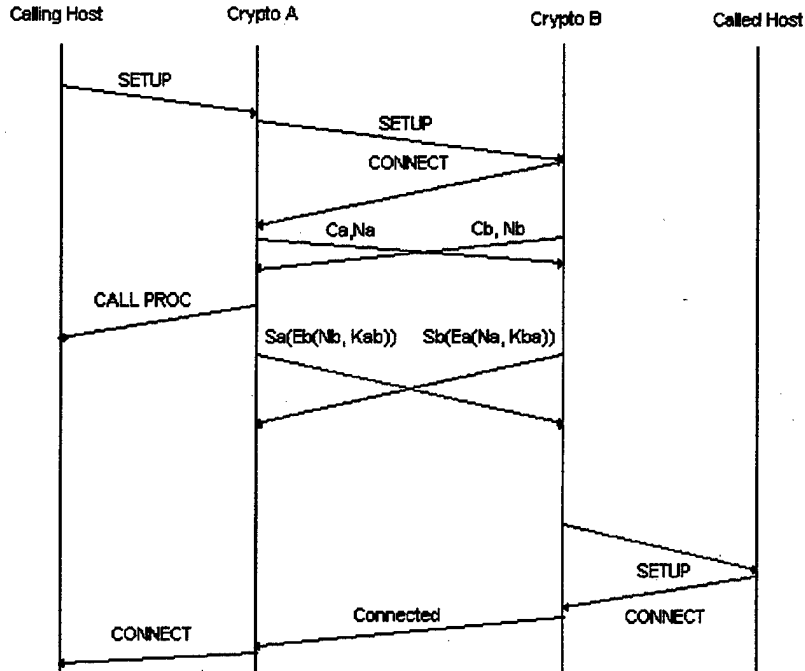 Calling Host
Crypto A
Crypto B
Called Host
SETUP
SETUP
CONNECT
Ca,Na
Cb, Nb
CALL PROC
Sa(Eb(Nb, Kab))
Sb(Ea(Na, Kba))
SETUP
CONNECT
Connected
CONNECT